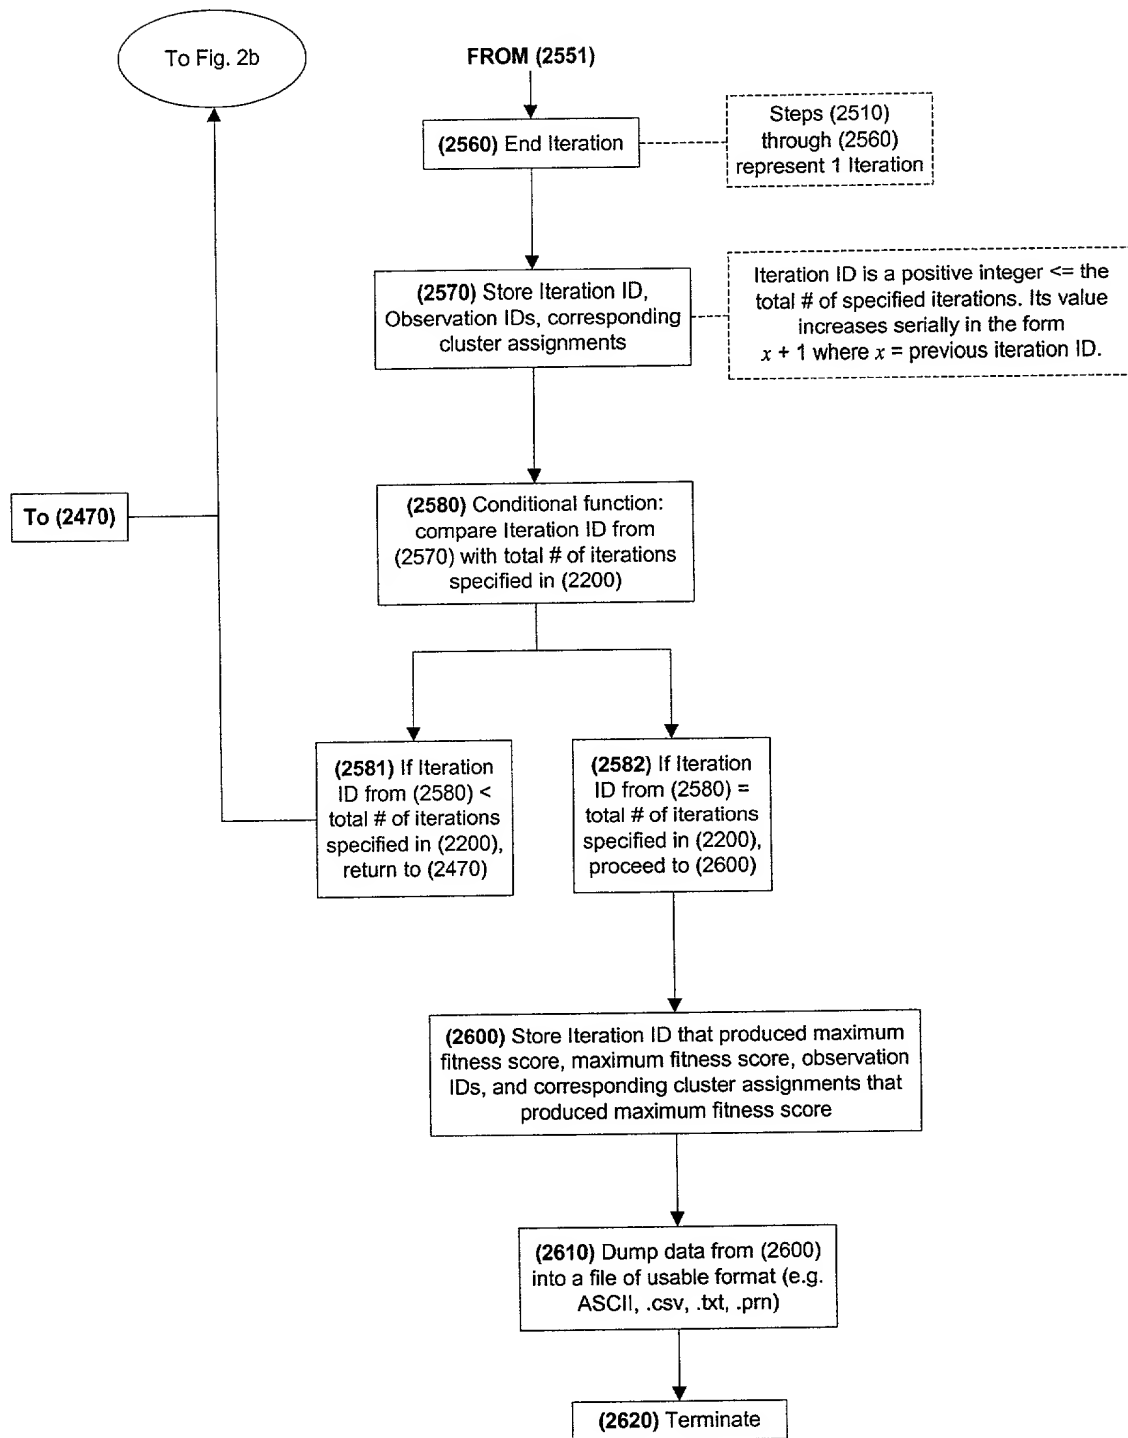 To Fig. 2b
FROM (2551)
(2560) End Iteration
Steps (2510)
through (2560)
represent 1 Iteration
(2570) Store Iteration ID,
Observation IDs, corresponding
cluster assignments
Iteration ID is a positive integer <= the
total # of specified iterations. Its value
increases serially in the form
x + 1 where x = previous iteration ID.
To (2470)
(2580) Conditional function:
compare Iteration ID from
(2570) with total # of iterations
specified in (2200)
(2581) If Iteration
ID from (2580) <
total # of iterations
specified in (2200),
return to (2470)
(2582) If Iteration
ID from (2580) =
total # of iterations
specified in (2200),
proceed to (2600)
(2600) Store Iteration ID that produced maximum
fitness score, maximum fitness score, observation
IDs, and corresponding cluster assignments that
produced maximum fitness score
(2610) Dump data from (2600)
into a file of usable format (e.g.
ASCII, .csv, .txt, .prn)
(2620) Terminate